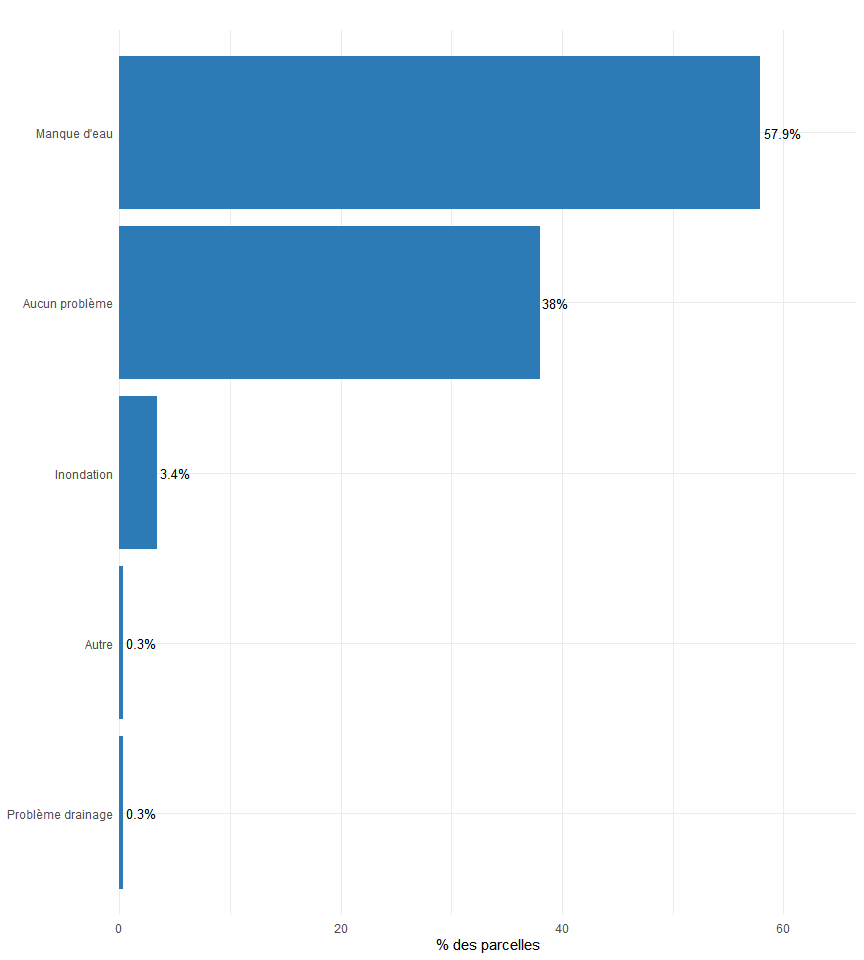 Manque d'eau
57.9%
Aucun problème
38%
Inondation
3.4%
Autre
0.3%
Problème drainage
0.3%
0 20 40 60
% des parcelles